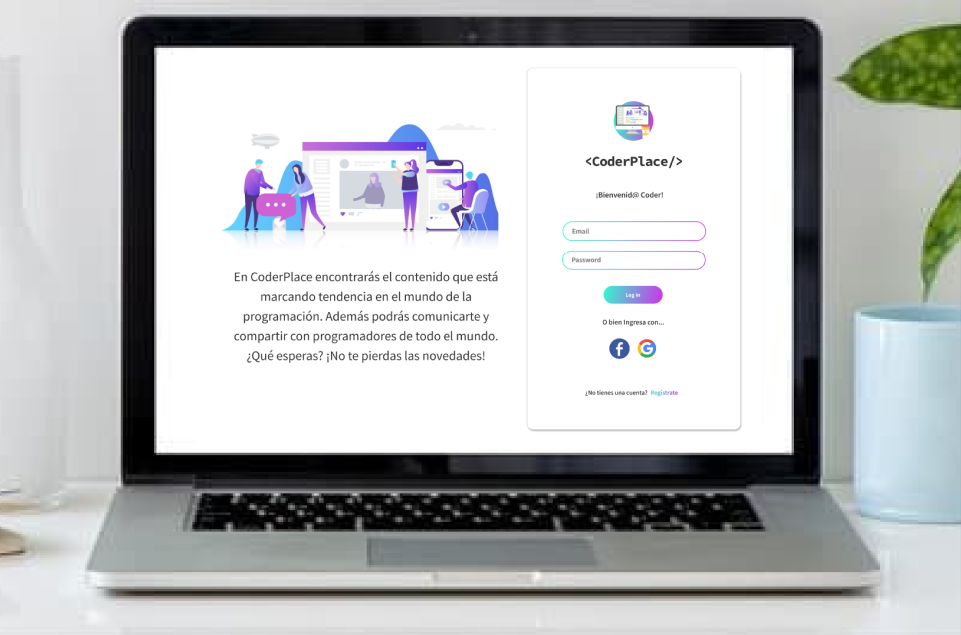 En CoderPlace encontrarás el contenido que está
marcando tendencia en el mundo de la
programación. Además podrás comunicarte y
compartir con programadores de todo el mundo.
¿Qué esperas? ¡No te pierdas las novedades!
<CoderPlace/>
¡Bienvenid@ Coder!
Email
Password
Log in
O bien Ingresa con...
f G
¿No tienes una cuenta? Regístrate